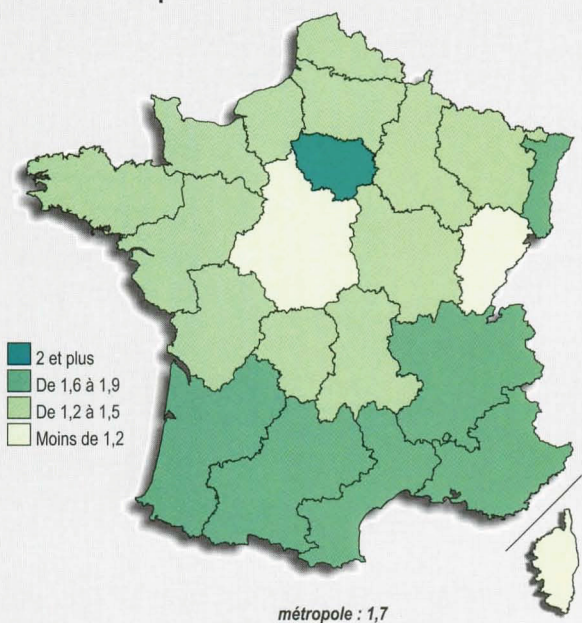 2 et plus
De 1,6 à 1,9
De 1,2 à 1,5
Moins de 1,2
métropole : 1,7